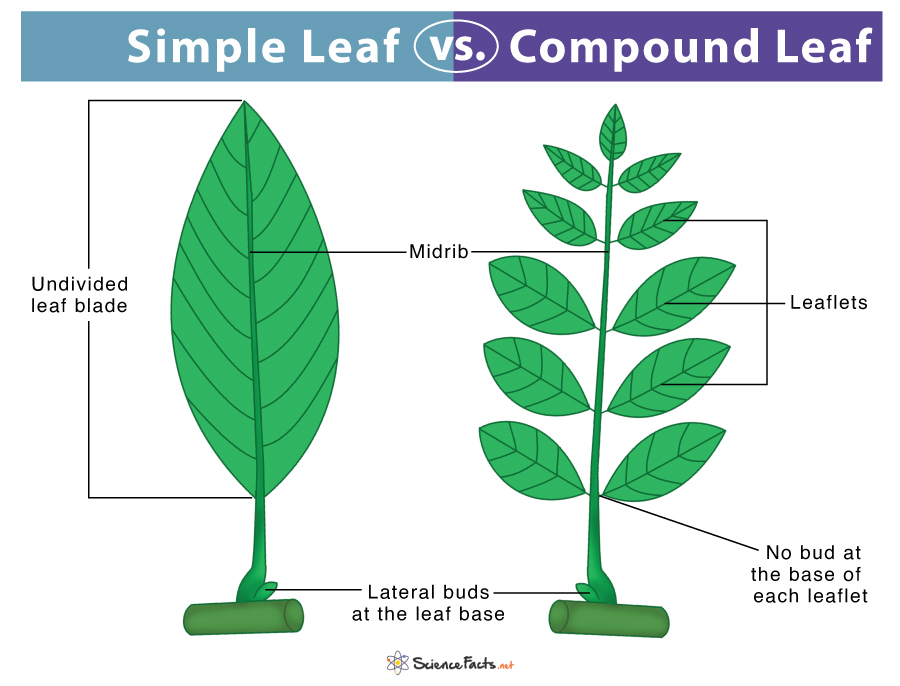 Simple Leaf vs. Compound Leaf
Undivided
leaf blade
Midrib
Leaflets
No bud at
the base of
each leaflet
Lateral buds
at the leaf base
ScienceFacts.net